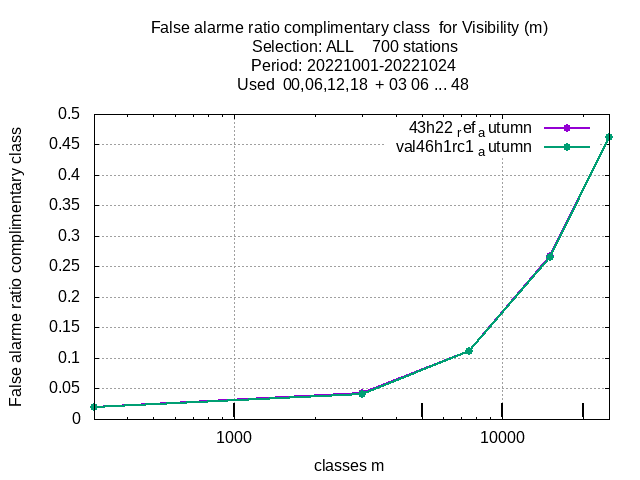 False alarme ratio complimentary class  for Visibility (m)
Selection: ALL    700 stations
Period: 20221001-20221024
Used  00,06,12,18  + 03 06 ... 48
False alarme ratio complimentary class
0.5
0.45
0.4
0.35
0.3
0.25
0.2
0.15
0.1
0.05
0
43h22 ref autumn
val46h1rc1 autumn
1000
10000
classes m